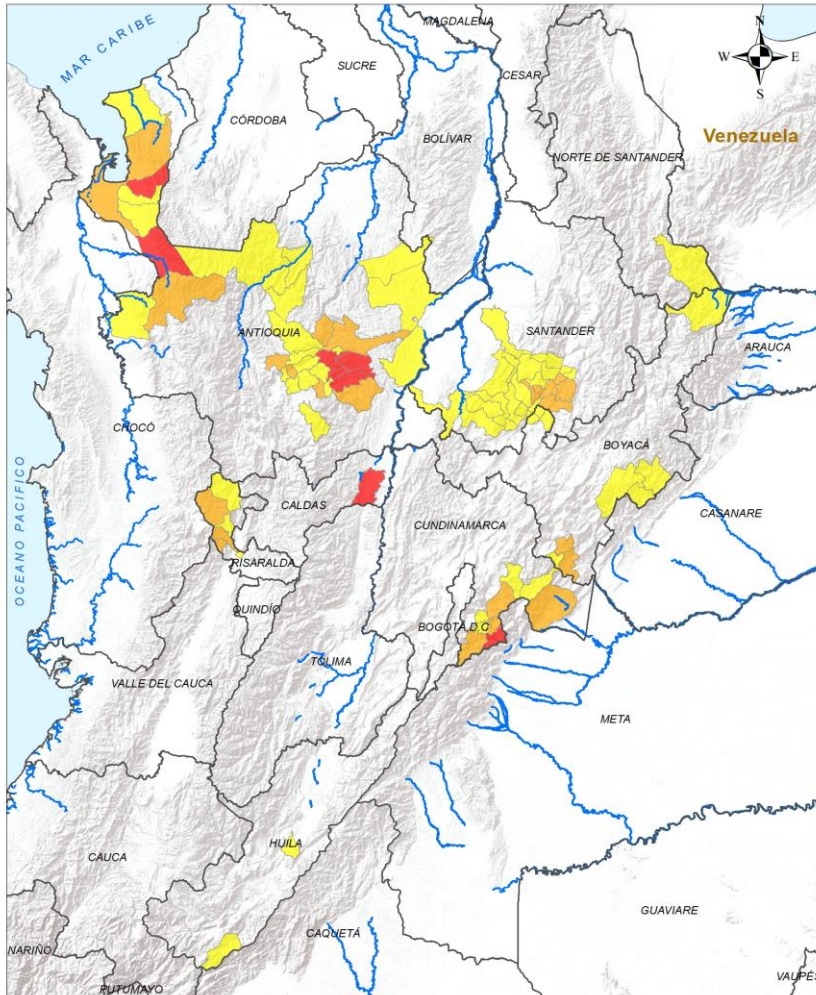 MAGDALENA
N
W E
S
MAR CARIBE
SUCRE
CESAR
CÓRDOBA
BOLÍVAR
Venezuela
NORTE DE SANTANDER
ANTIOQUIA
SANTANDER
ARAUCA
CHOCÓ
BOYACÁ
OCEANO PACIFICO
CALDAS
CUNDINAMARCA
CASANARE
RISARALDA
QUINDÍO
BOGOTÁ D.C
TOLIMA
VALLE DEL CAUCA
META
HUILA
CAUCA
GUAVIARE
CAQUETÁ
NARIÑO
PUTUMAYO
VAUPÉS